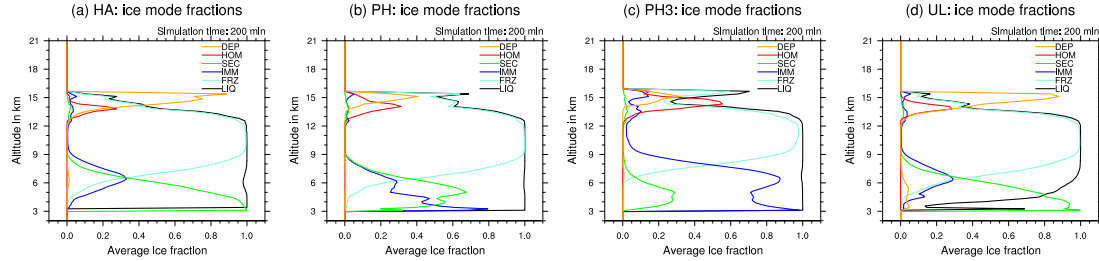 (a) HA: ice mode fractions
Simulation time: 200 min
21
18
15
12
9
6
3
Altitude in km
DEP
HOM
SEC
IMM
FRZ
LIQ
0.0 0.2 0.4 0.6 0.8 1.0
Average Ice fraction
(b) PH: ice mode fractions
Simulation time: 200 min
21
18
15
12
9
6
3
Altitude in km
DEP
HOM
SEC
IMM
FRZ
LIQ
0.0 0.2 0.4 0.6 0.8 1.0
Average Ice fraction
(c) PH3: ice mode fractions
Simulation time: 200 min
21
18
15
12
9
6
3
Altitude in km
DEP
HOM
SEC
IMM
FRZ
LIQ
0.0 0.2 0.4 0.6 0.8 1.0
Average Ice fraction
(d) UL: ice mode fractions
Simulation time: 200 min
21
18
15
12
9
6
3
Altitude in km
DEP
HOM
SEC
IMM
FRZ
LIQ
0.0 0.2 0.4 0.6 0.8 1.0
Average Ice fraction